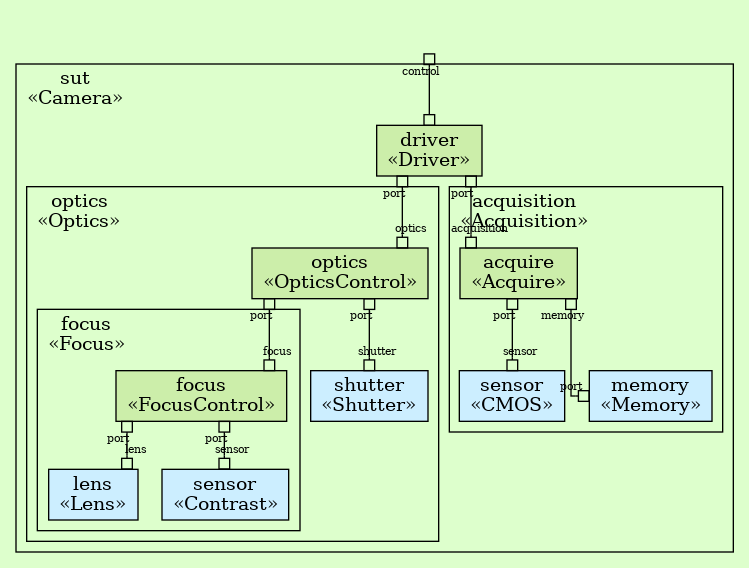 control
sut
«Camera»
driver
«Driver»
port
port
optics
«Optics»
acquisition
«Acquisition»
optics
acquisition
optics
«OpticsControl»
acquire
«Acquire»
port
port
port
memory
focus
«Focus»
focus
shutter
sensor
focus
«FocusControl»
shutter
«Shutter»
sensor
«CMOS»
port
memory
«Memory»
port
port
lens
sensor
lens
«Lens»
sensor
«Contrast»